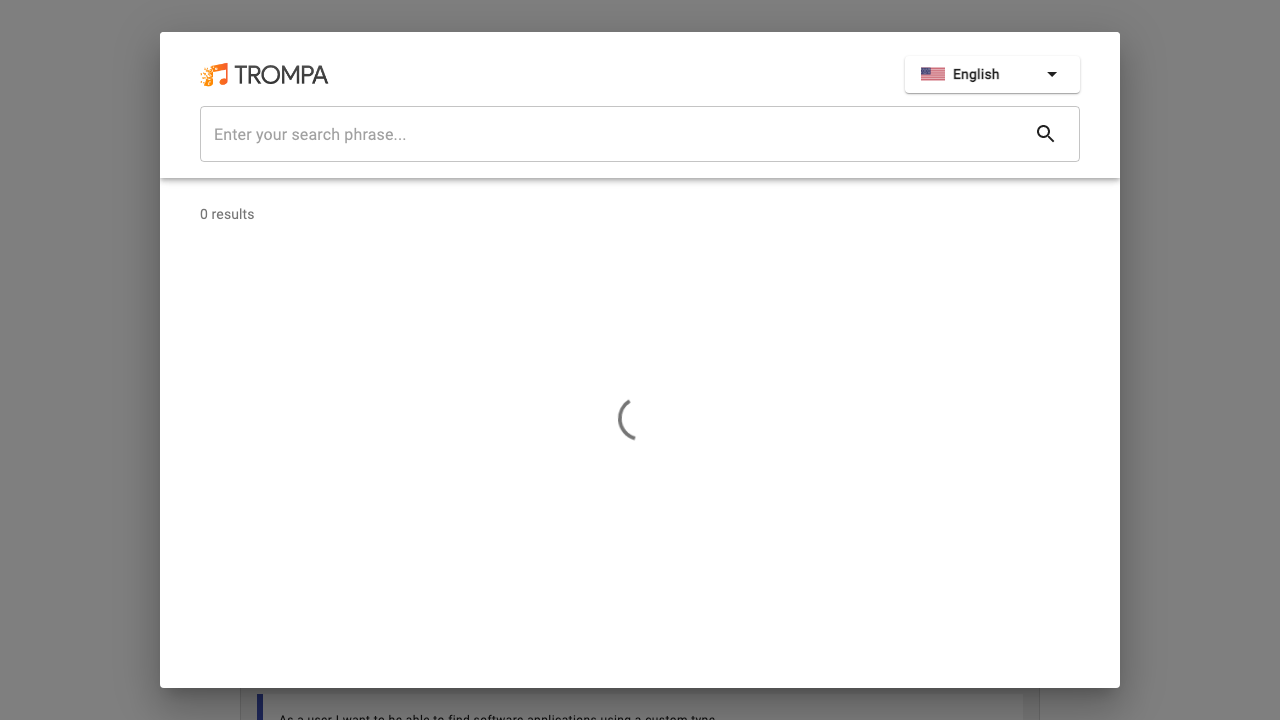 TROMPA
English
Enter your search phrase...
0 results
As a user I want to be able to find software applications using a custom type